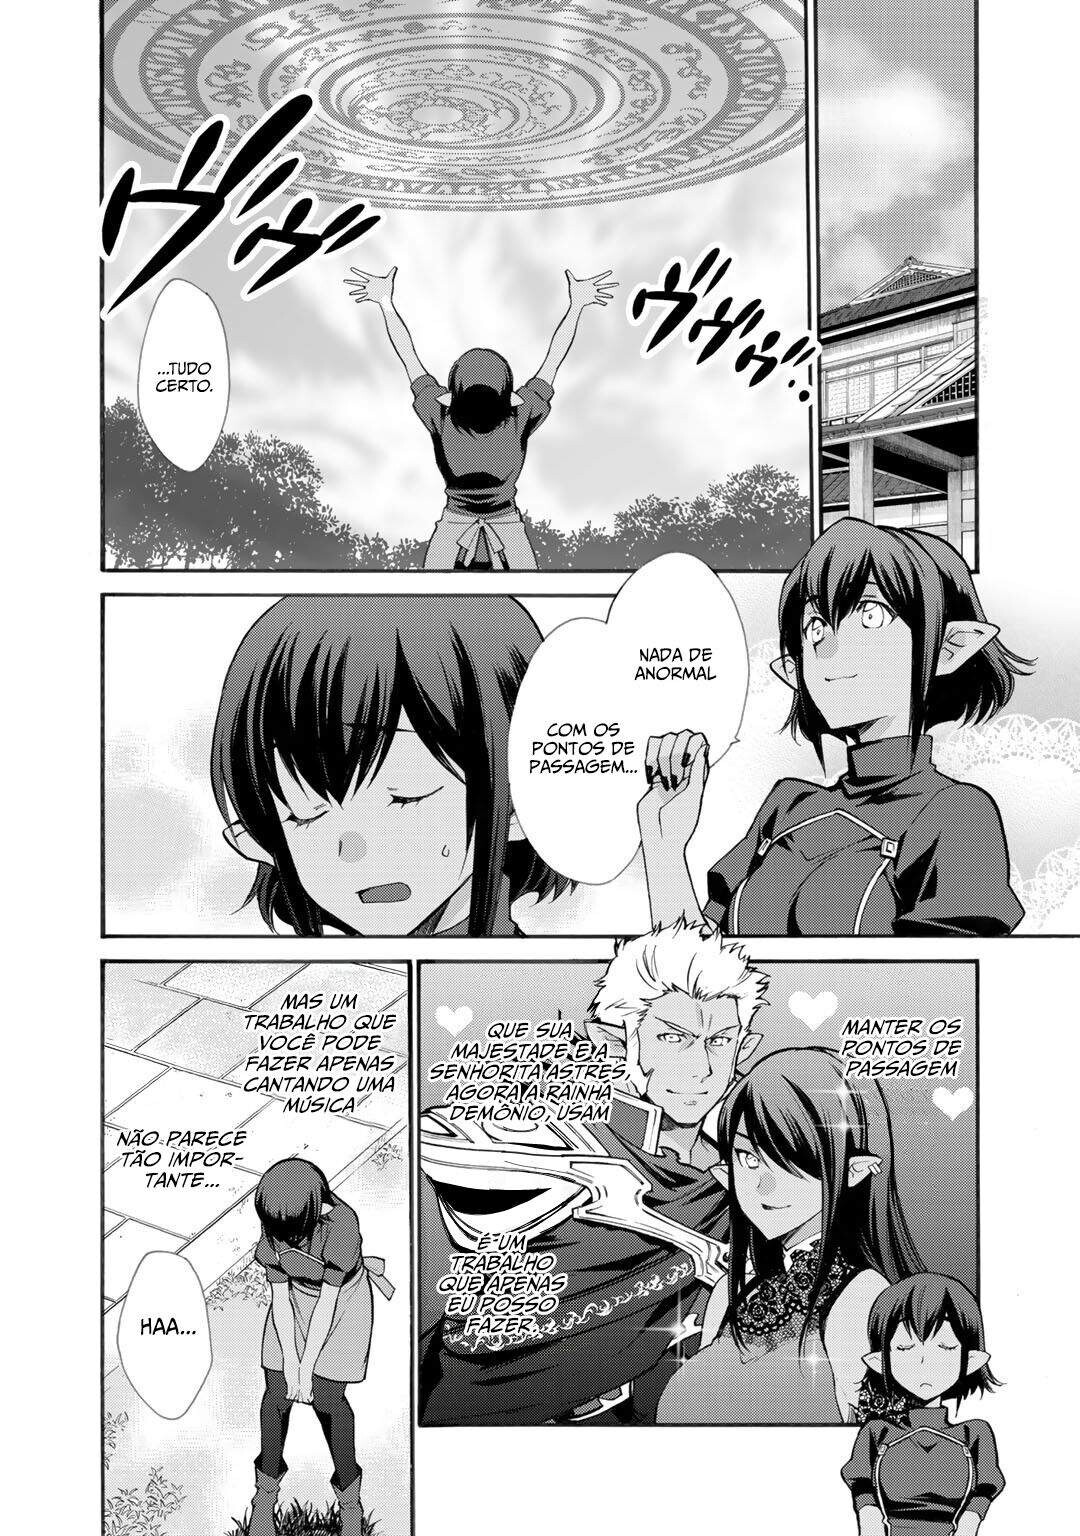 ヴヴ
ヴヴヴ…
...TUDO
CERTO.
NADA DE
ANORMAL
COM OS
PONTOS DE
PASSAGEM...
MANTER OS
PONTOS DE
PASSAGEM
QUE SUA
MAJESTADE E A
SENHORITA ASTRES,
AGORA A RAINHA
DEMÔNIO, USAM
É UM
TRABALHO
QUE APENAS
EU POSSO
FAZER.
MAS UM
TRABALHO QUE
VOCÊ PODE
FAZER APENAS
CANTANDO UMA
MÚSICA
NÃO PARECE
TÃO IMPOR-
TANTE...
HAA...